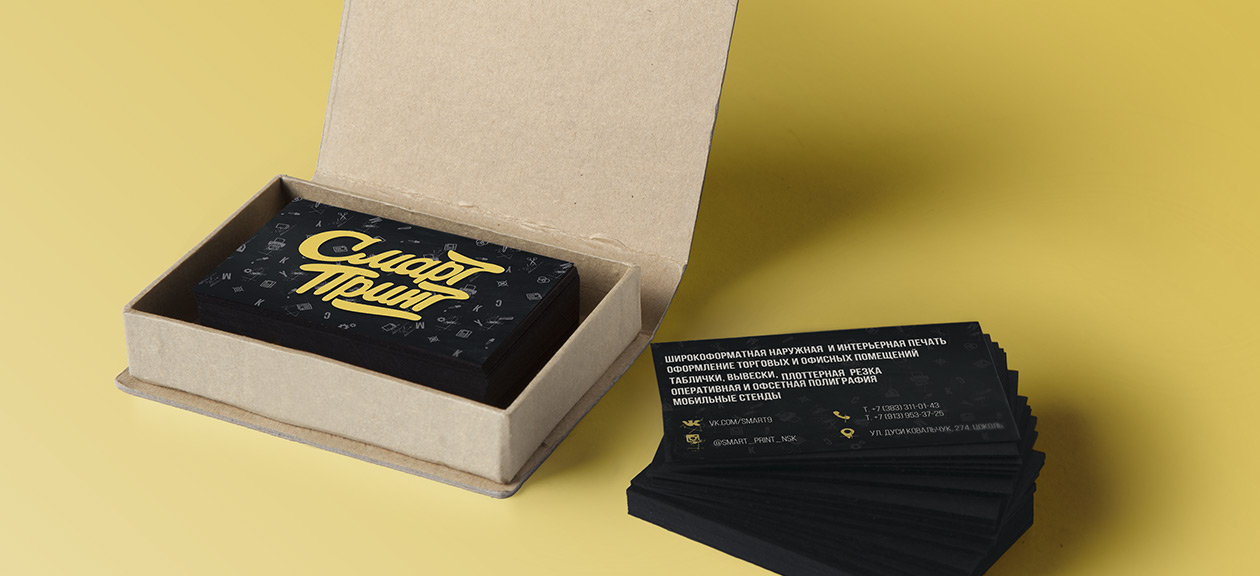 Смарт
Принт
ШИРОКОФОРМАТНАЯ НАРУЖНАЯ И ИНТЕРЬЕРНАЯ ПЕЧАТЬ
ОФОРМЛЕНИЕ ТОРГОВЫХ И ОФИСНЫХ ПОМЕЩЕНИЙ
ТАБЛИЧКИ, ВЫВЕСКИ, ПЛОТТЕРНАЯ РЕЗКА
ОПЕРАТИВНАЯ И ОФСЕТНАЯ ПОЛИГРАФИЯ
МОБИЛЬНЫЕ СТЕНДЫ
VK.COM/SMART9
@SMART_PRINT_NSK
Т. +7 (383) 311-01-43
Т. +7 (913) 953-37-25
УЛ. ДУСИ КОВАЛЬЧУК, 274, ЦОКОЛЬ